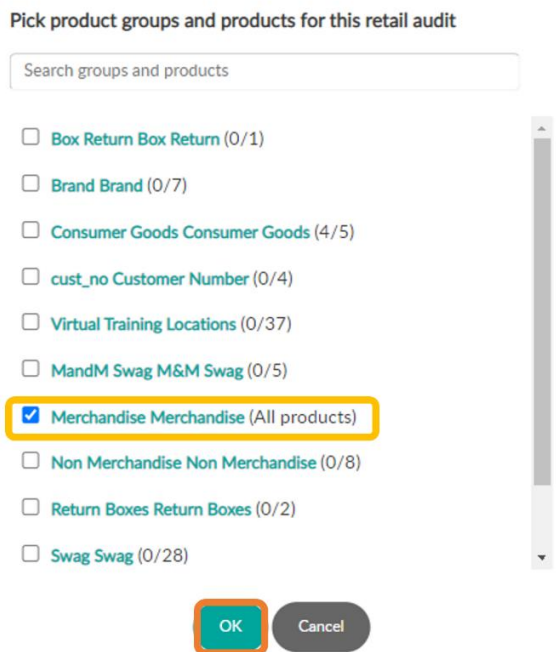 Pick product groups and products for this retail audit
Search groups and products
Box Return Box Return (0/1)
Brand Brand (0/7)
Consumer Goods Consumer Goods (4/5)
cust_no Customer Number (0/4)
Virtual Training Locations (0/37)
MandM Swag M&M Swag (0/5)
Merchandise Merchandise (All products)
Non Merchandise Non Merchandise (0/8)
Return Boxes Return Boxes (0/2)
Swag Swag (0/28)
OK Cancel